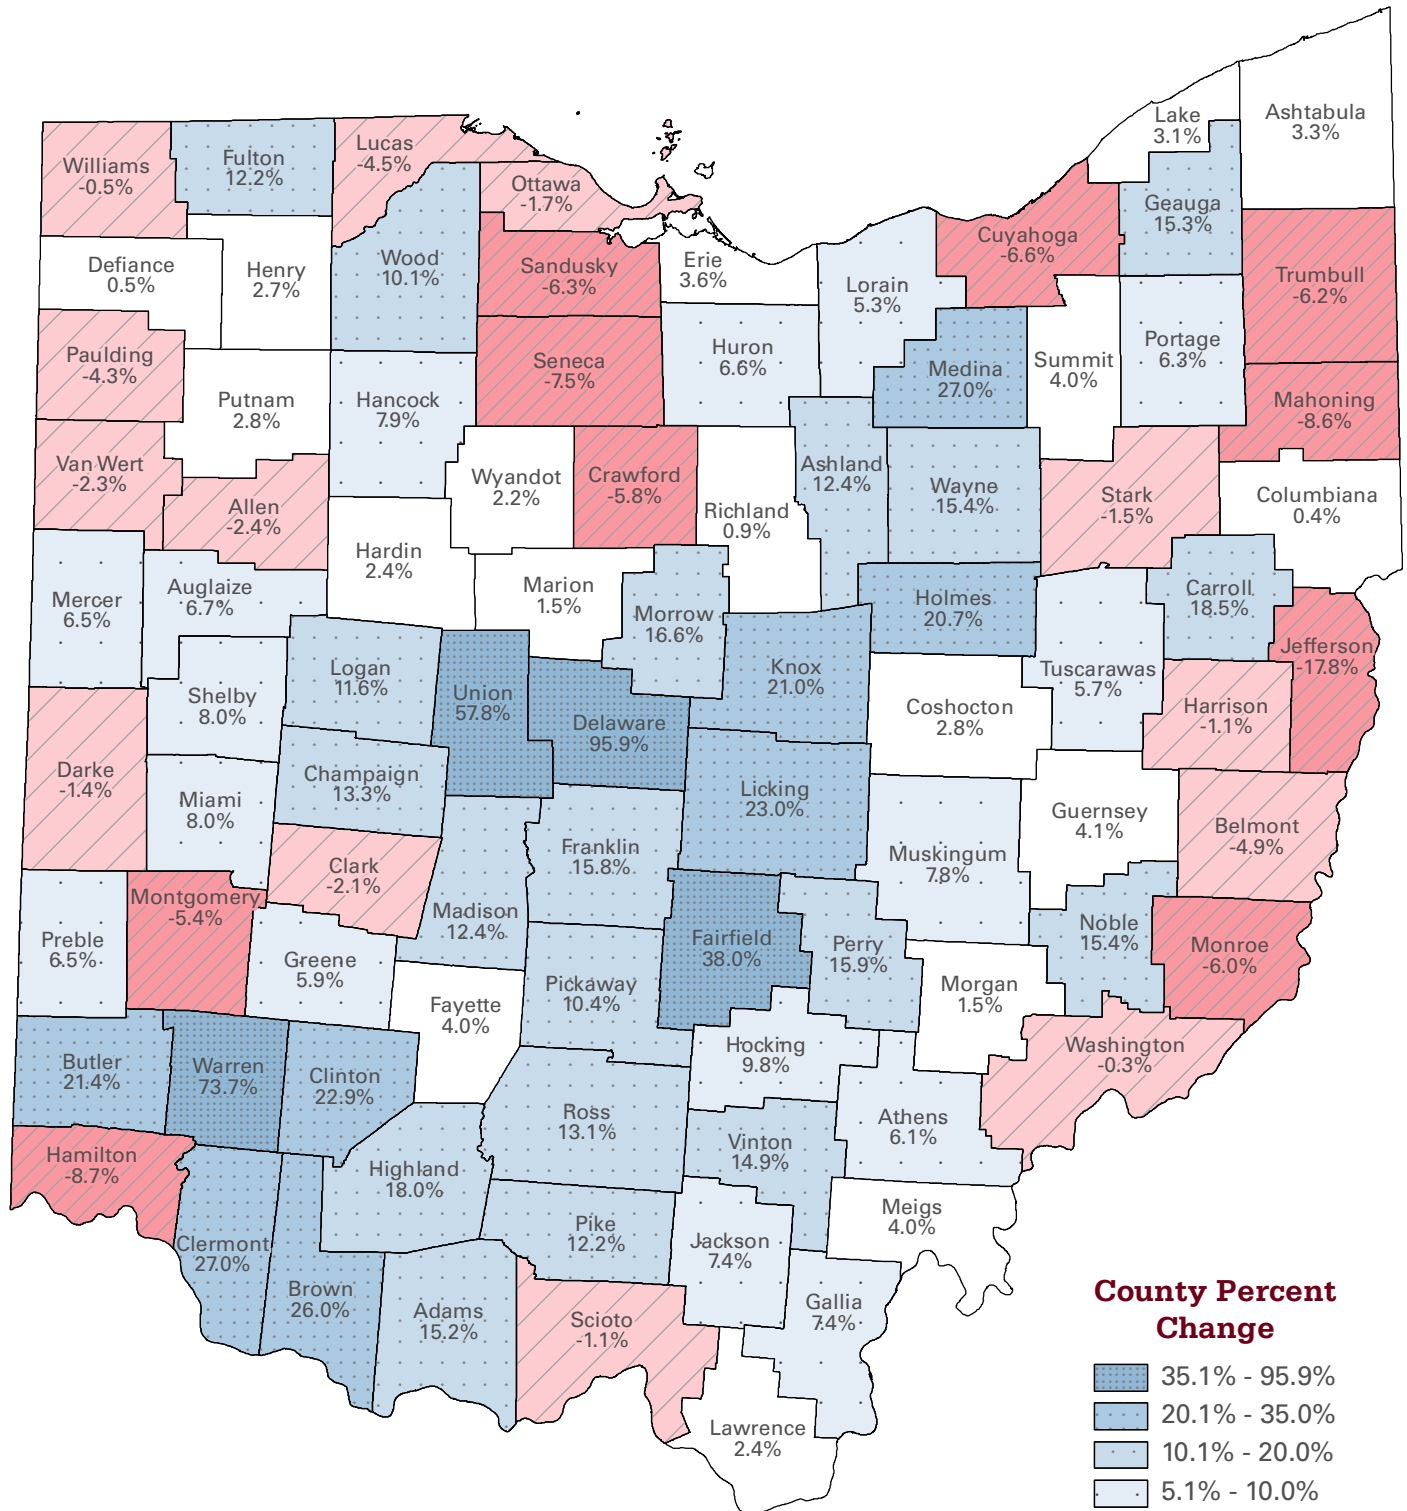 Lake
3.1%
Ashtabula
3.3%
Williams
-0.5%
Fulton
12.2%
Lucas
-4.5%
Ottawa
-1.7%
Geauga
15.3%
Defiance
0.5%
Henry
2.7%
Wood
10.1%
Sandusky
-6.3%
Erie
3.6%
Lorain
5.3%
Cuyahoga
-6.6%
Trumbull
-6.2%
Paulding
-4.3%
Putnam
2.8%
Hancock
7.9%
Seneca
-7.5%
Huron
6.6%
Medina
27.0%
Summit
4.0%
Portage
6.3%
Mahoning
-8.6%
Van Wert
-2.3%
Allen
-2.4%
Wyandot
2.2%
Crawford
-5.8%
Richland
0.9%
Ashland
12.4%
Wayne
15.4%
Stark
-1.5%
Columbiana
0.4%
Mercer
6.5%
Auglaize
6.7%
Hardin
2.4%
Marion
1.5%
Morrow
16.6%
Holmes
20.7%
Carroll
18.5%
Jefferson
-17.8%
Shelby
8.0%
Logan
11.6%
Union
57.8%
Delaware
95.9%
Knox
21.0%
Coshocton
2.8%
Tuscarawas
5.7%
Harrison
-1.1%
Darke
-1.4%
Miami
8.0%
Champaign
13.3%
Licking
23.0%
Guernsey
4.1%
Belmont
-4.9%
Clark
-2.1%
Madison
12.4%
Franklin
15.8%
Muskingum
7.8%
Montgomery
-5.4%
Preble
6.5%
Greene
5.9%
Fairfield
38.0%
Perry
15.9%
Noble
15.4%
Monroe
-6.0%
Fayette
4.0%
Pickaway
10.4%
Morgan
1.5%
Washington
-0.3%
Butler
21.4%
Warren
73.7%
Clinton
22.9%
Hocking
9.8%
Athens
6.1%
Ross
13.1%
Vinton
14.9%
Hamilton
-8.7%
Highland
18.0%
Meigs
4.0%
Clermont
27.0%
Brown
26.0%
Adams
15.2%
Pike
12.2%
Jackson
7.4%
Gallia
7.4%
Scioto
-1.1%
Lawrence
2.4%
County Percent
Change
35.1% - 95.9%
20.1% - 35.0%
10.1% - 20.0%
5.1% - 10.0%